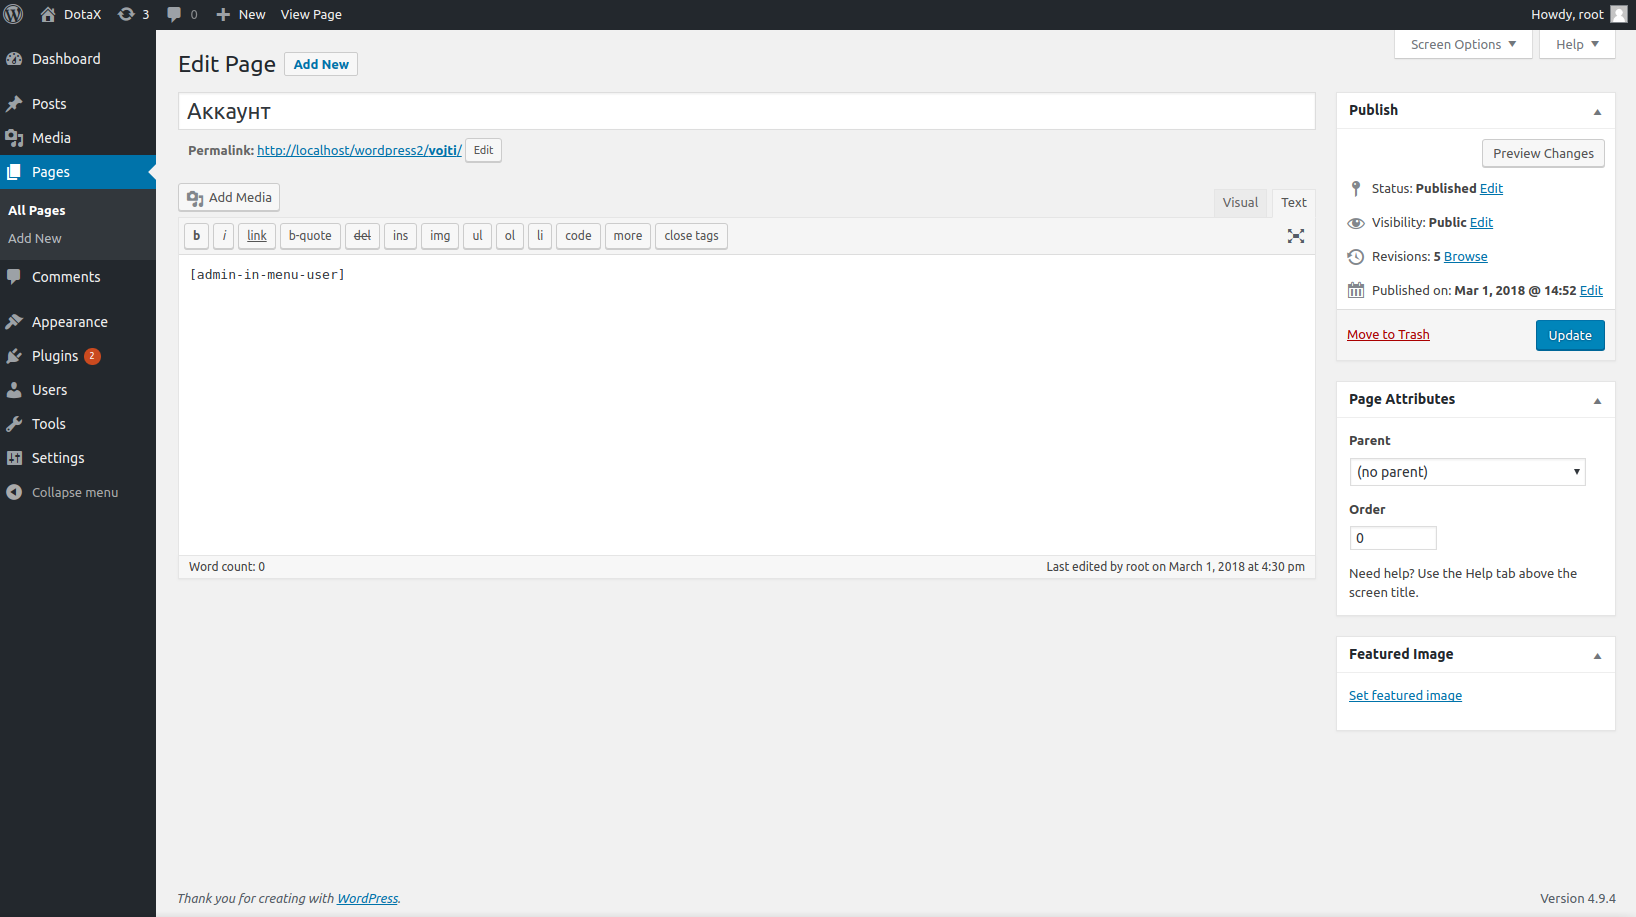 DotaX 3 0 New View Page Howdy, root
Screen Options Help
Dashboard
Posts
Media
Pages
All Pages
Add New
Comments
Appearance
Plugins 2
Users
Tools
Settings
Collapse menu
Edit Page Add New
Аккаунт
Permalink: http://localhost/wordpress2/vojti/ Edit
Add Media
Visual Text
b i link b-quote del ins img ul ol li code more close tags
[admin-in-menu-user]
Word count: 0 Last edited by root on March 1, 2018 at 4:30 pm
Publish
Preview Changes
Status: Published Edit
Visibility: Public Edit
Revisions: 5 Browse
Published on: Mar 1, 2018 @ 14:52 Edit
Move to Trash Update
Page Attributes
Parent
(no parent)
Order
0
Need help? Use the Help tab above the
screen title.
Featured Image
Set featured image
Thank you for creating with WordPress. Version 4.9.4